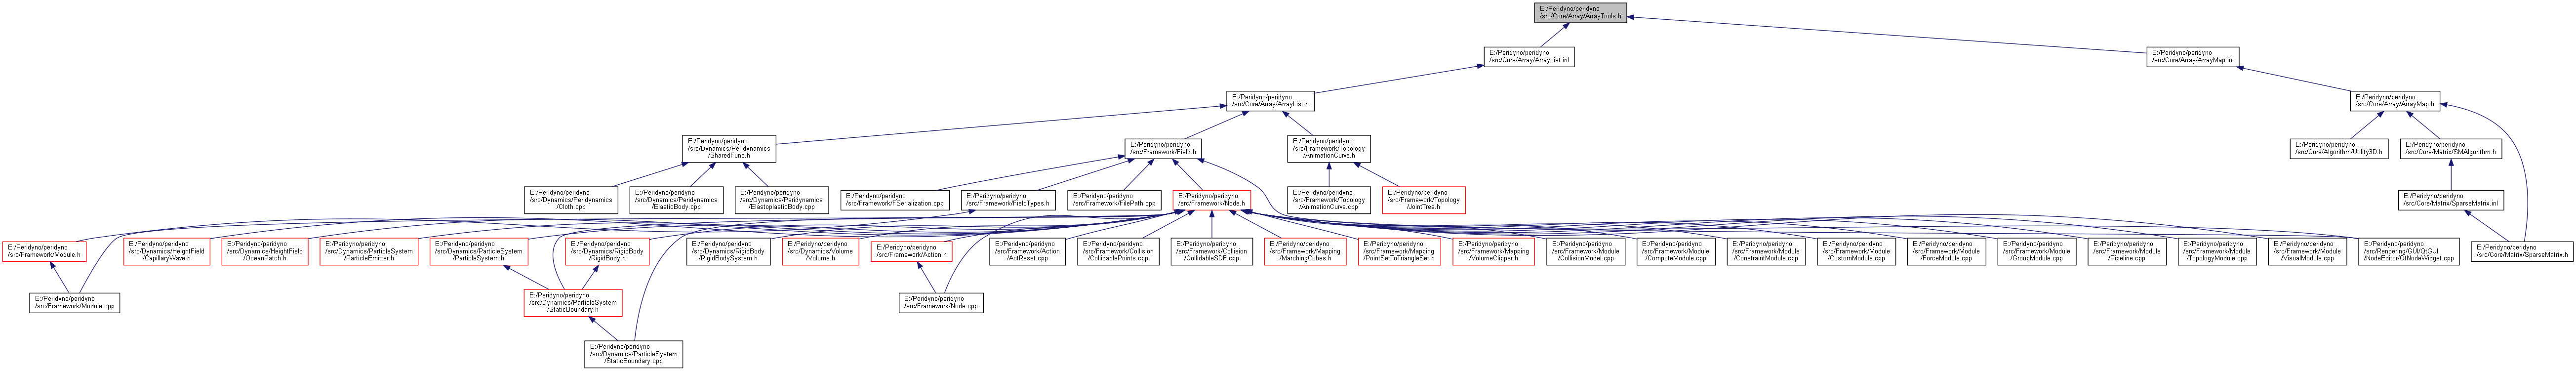 E:/Peridyno/peridyno
/src/Core/Array/ArrayTools.h
E:/Peridyno/peridyno
/src/Core/Array/ArrayList.inl
E:/Peridyno/peridyno
/src/Core/Array/ArrayMap.inl
E:/Peridyno/peridyno
/src/Core/Array/ArrayList.h
E:/Peridyno/peridyno
/src/Core/Array/ArrayMap.h
E:/Peridyno/peridyno
/src/Dynamics/Peridynamics
/SharedFunc.h
E:/Peridyno/peridyno
/src/Framework/Field.h
E:/Peridyno/peridyno
/src/Framework/Topology
/AnimationCurve.h
E:/Peridyno/peridyno
/src/Core/Algorithm/Utility3D.h
E:/Peridyno/peridyno
/src/Core/Matrix/SMAlgorithm.h
E:/Peridyno/peridyno
/src/Dynamics/Peridynamics
/Cloth.cpp
E:/Peridyno/peridyno
/src/Dynamics/Peridynamics
/ElasticBody.cpp
E:/Peridyno/peridyno
/src/Dynamics/Peridynamics
/ElastoplasticBody.cpp
E:/Peridyno/peridyno
/src/Framework/FSerialization.cpp
E:/Peridyno/peridyno
/src/Framework/FieldTypes.h
E:/Peridyno/peridyno
/src/Framework/FilePath.cpp
E:/Peridyno/peridyno
/src/Framework/Node.h
E:/Peridyno/peridyno
/src/Framework/Topology
/AnimationCurve.cpp
E:/Peridyno/peridyno
/src/Framework/Topology
/JointTree.h
E:/Peridyno/peridyno
/src/Core/Matrix/SparseMatrix.inl
E:/Peridyno/peridyno
/src/Framework/Module.h
E:/Peridyno/peridyno
/src/Dynamics/HeightField
/CapillaryWave.h
E:/Peridyno/peridyno
/src/Dynamics/HeightField
/OceanPatch.h
E:/Peridyno/peridyno
/src/Dynamics/ParticleSystem
/ParticleEmitter.h
E:/Peridyno/peridyno
/src/Dynamics/ParticleSystem
/ParticleSystem.h
E:/Peridyno/peridyno
/src/Dynamics/RigidBody
/RigidBody.h
E:/Peridyno/peridyno
/src/Dynamics/RigidBody
/RigidBodySystem.h
E:/Peridyno/peridyno
/src/Dynamics/Volume
/Volume.h
E:/Peridyno/peridyno
/src/Framework/Action.h
E:/Peridyno/peridyno
/src/Framework/Action
/ActReset.cpp
E:/Peridyno/peridyno
/src/Framework/Collision
/CollidablePoints.cpp
E:/Peridyno/peridyno
/src/Framework/Collision
/CollidableSDF.cpp
E:/Peridyno/peridyno
/src/Framework/Mapping
/MarchingCubes.h
E:/Peridyno/peridyno
/src/Framework/Mapping
/PointSetToTriangleSet.h
E:/Peridyno/peridyno
/src/Framework/Mapping
/VolumeClipper.h
E:/Peridyno/peridyno
/src/Framework/Module
/CollisionModel.cpp
E:/Peridyno/peridyno
/src/Framework/Module
/ComputeModule.cpp
E:/Peridyno/peridyno
/src/Framework/Module
/ConstraintModule.cpp
E:/Peridyno/peridyno
/src/Framework/Module
/CustomModule.cpp
E:/Peridyno/peridyno
/src/Framework/Module
/ForceModule.cpp
E:/Peridyno/peridyno
/src/Framework/Module
/GroupModule.cpp
E:/Peridyno/peridyno
/src/Framework/Module
/Pipeline.cpp
E:/Peridyno/peridyno
/src/Framework/Module
/TopologyModule.cpp
E:/Peridyno/peridyno
/src/Framework/Module
/VisualModule.cpp
E:/Peridyno/peridyno
/src/Rendering/GUI/QtGUI
/NodeEditor/QtNodeWidget.cpp
E:/Peridyno/peridyno
/src/Core/Matrix/SparseMatrix.h
E:/Peridyno/peridyno
/src/Framework/Module.cpp
E:/Peridyno/peridyno
/src/Dynamics/ParticleSystem
/StaticBoundary.h
E:/Peridyno/peridyno
/src/Framework/Node.cpp
E:/Peridyno/peridyno
/src/Dynamics/ParticleSystem
/StaticBoundary.cpp